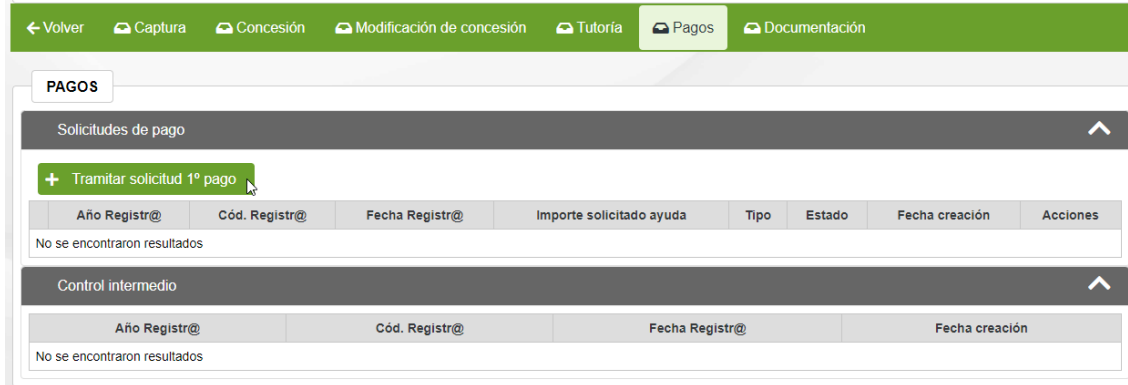 Volver Captura Concesión Modificación de concesión Tutoría Pagos Documentación
PAGOS
Solicitudes de pago
+ Tramitar solicitud 1º pago
Año Registr@ Cód. Registr@ Fecha Registr@ Importe solicitado ayuda Tipo Estado Fecha creación Acciones
No se encontraron resultados
Control intermedio
Año Registr@ Cód. Registr@ Fecha Registr@ Fecha creación
No se encontraron resultados